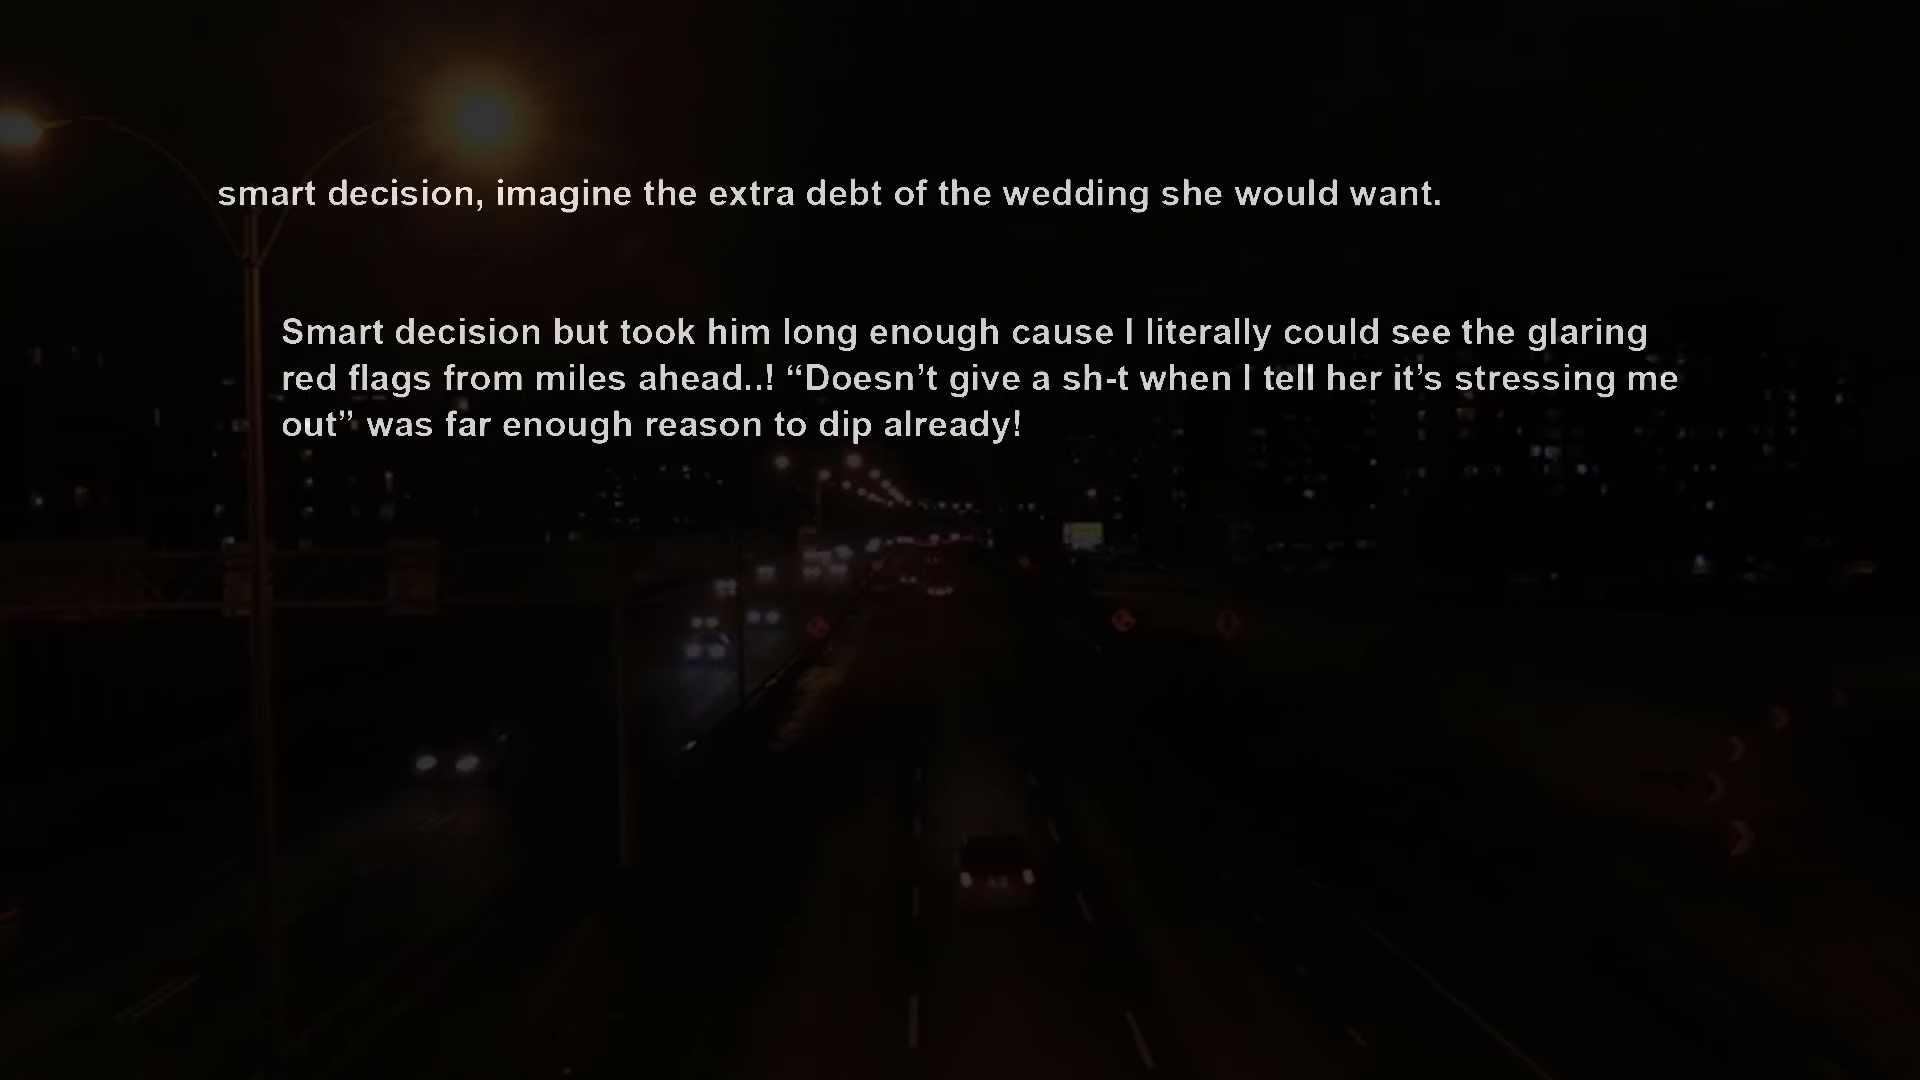 smart decision, imagine the extra debt of the wedding she would want.
Smart decision but took him long enough cause I literally could see the glaring
red flags from miles ahead..! “Doesn’t give a sh-t when I tell her it’s stressing me
out” was far enough reason to dip already!